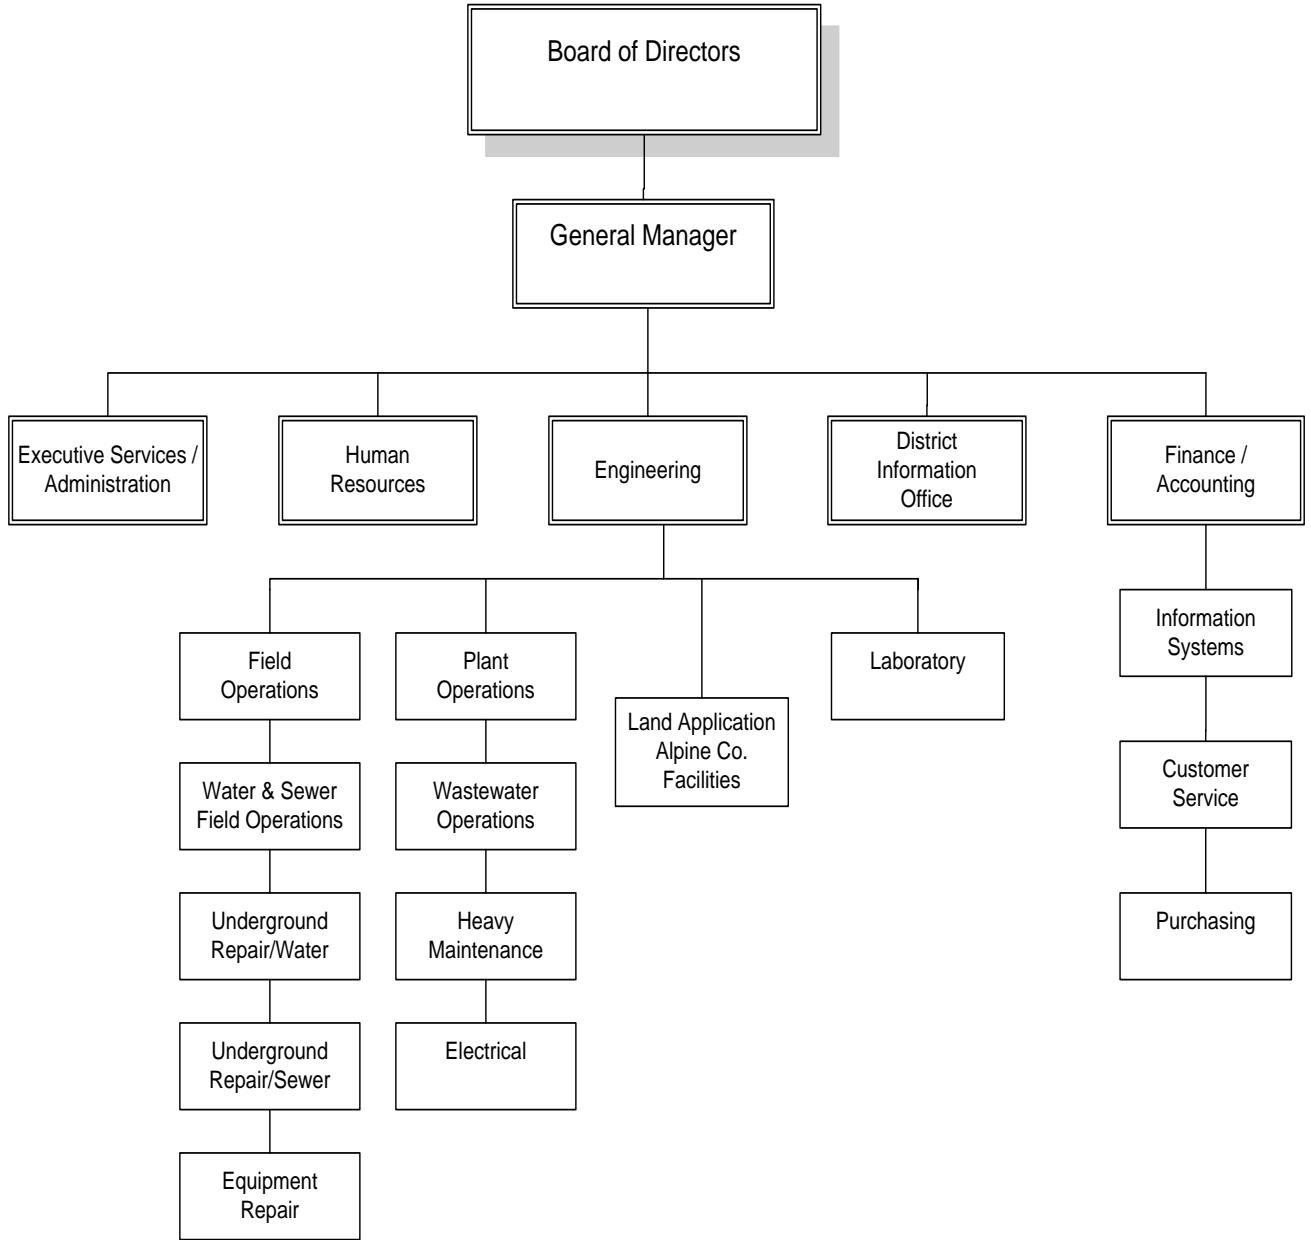 Board of Directors
General Manager
Executive Services /
Administration
Human
Resources
Engineering
District
Information
Office
Finance /
Accounting
Field
Operations
Plant
Operations
Land Application
Alpine Co.
Facilities
Laboratory
Information
Systems
Water & Sewer
Field Operations
Wastewater
Operations
Customer
Service
Underground
Repair/Water
Heavy
Maintenance
Purchasing
Underground
Repair/Sewer
Electrical
Equipment
Repair